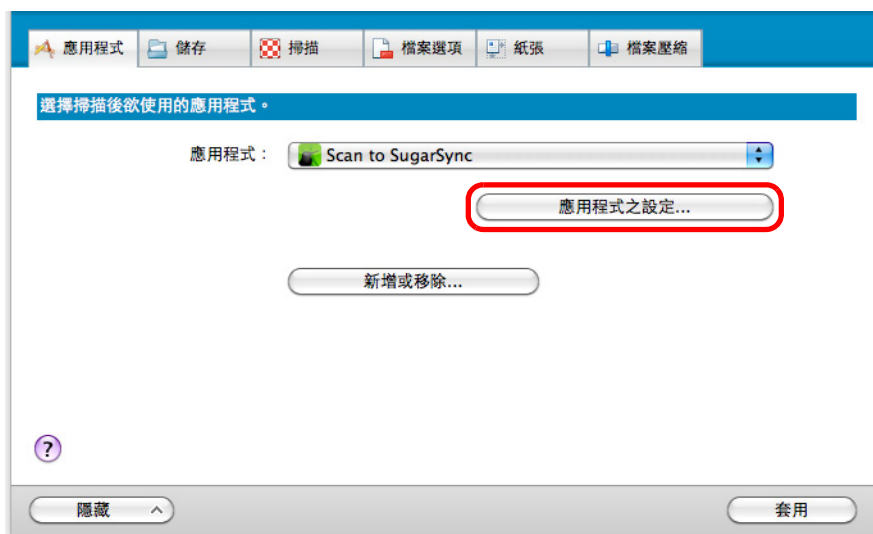 應用程式 儲存 掃描 檔案選項 紙張 檔案壓縮
選擇掃描後欲使用的應用程式。
應用程式： Scan to SugarSync
應用程式之設定...
新增或移除...
?
隱藏 套用